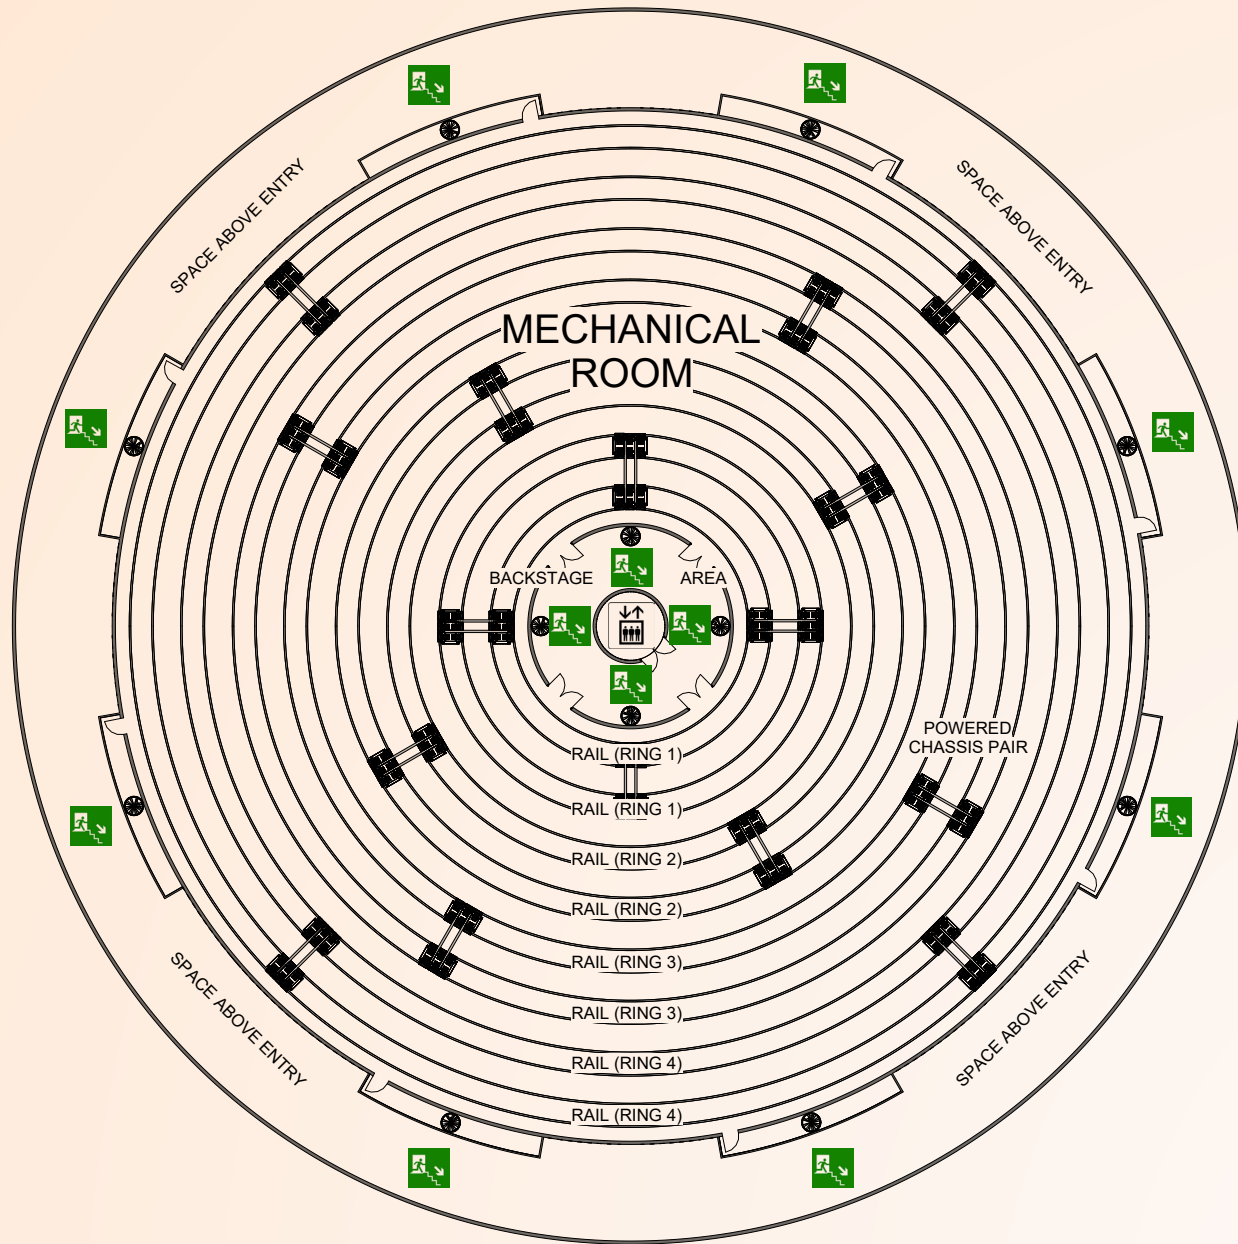 SPACE ABOVE ENTRY
SPACE ABOVE ENTRY
MECHANICAL
ROOM
BACKSTAGE
AREA
POWERED
CHASSIS PAIR
RAIL (RING 1)
RAIL (RING 1)
RAIL (RING 2)
RAIL (RING 2)
RAIL (RING 3)
RAIL (RING 3)
RAIL (RING 4)
RAIL (RING 4)
SPACE ABOVE ENTRY
SPACE ABOVE ENTRY